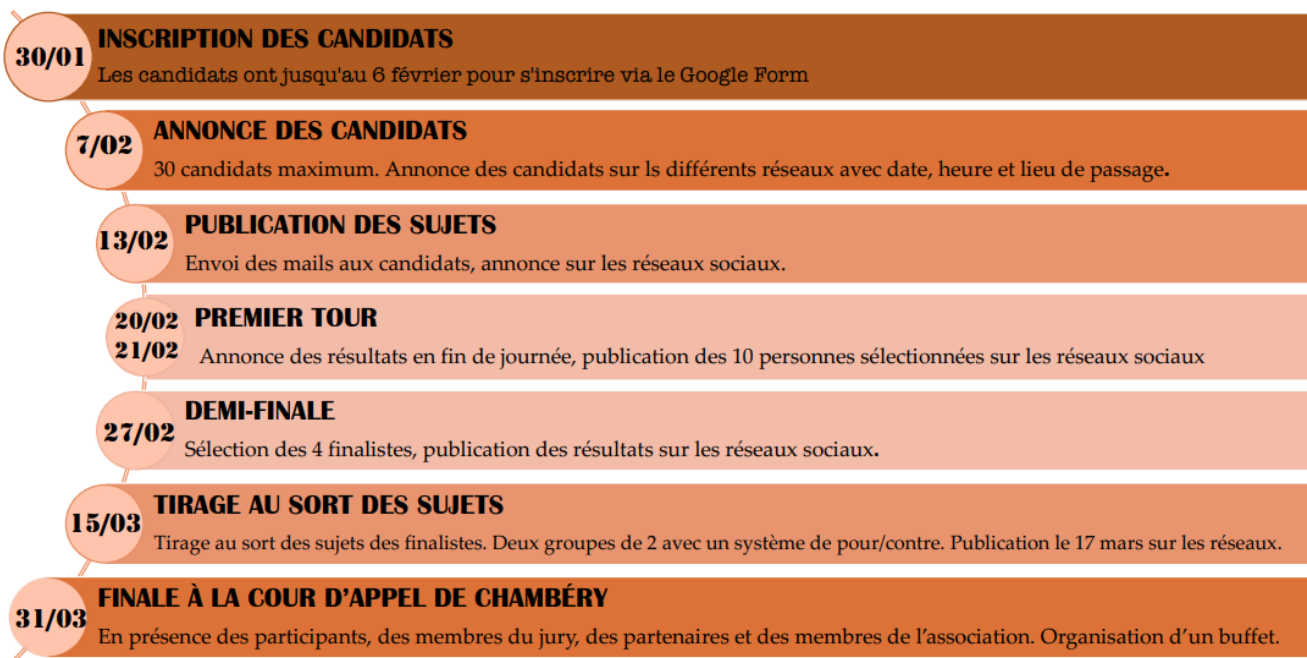 30/01
INSCRIPTION DES CANDIDATS
Les candidats ont jusqu'au 6 février pour s'inscrire via le Google Form
7/02
ANNONCE DES CANDIDATS
30 candidats maximum. Annonce des candidats sur ls différents réseaux avec date, heure et lieu de passage.
13/02
PUBLICATION DES SUJETS
Envoi des mails aux candidats, annonce sur les réseaux sociaux.
20/02
21/02
PREMIER TOUR
Annonce des résultats en fin de journée, publication des 10 personnes sélectionnées sur les réseaux sociaux
27/02
DEMI-FINALE
Sélection des 4 finalistes, publication des résultats sur les réseaux sociaux.
15/03
TIRAGE AU SORT DES SUJETS
Tirage au sort des sujets des finalistes. Deux groupes de 2 avec un système de pour/contre. Publication le 17 mars sur les réseaux.
31/03
FINALE À LA COUR D'APPEL DE CHAMBÉRY
En présence des participants, des membres du jury, des partenaires et des membres de l'association. Organisation d'un buffet.